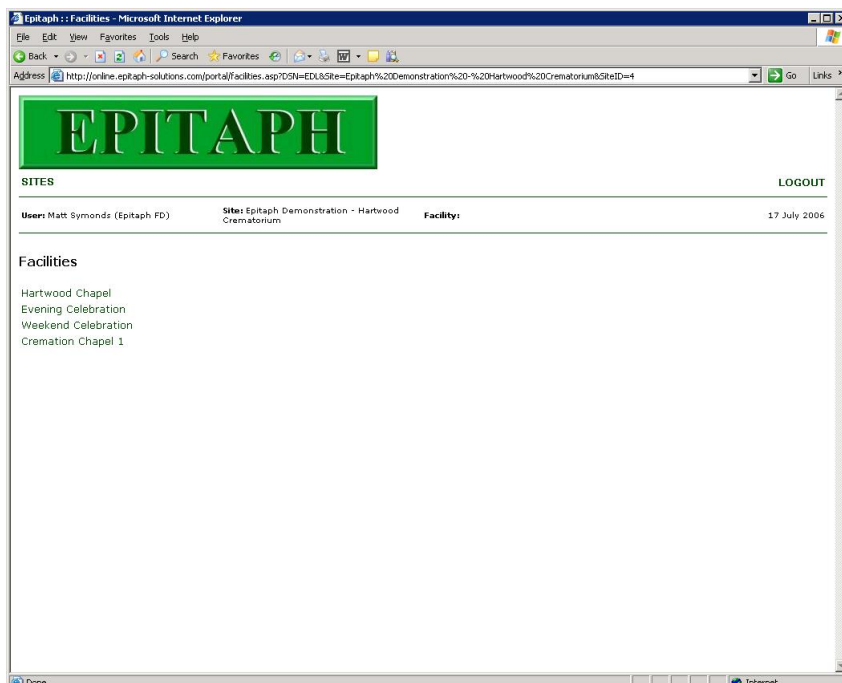 Epitaph : : Facilities - Microsoft Internet Explorer
File Edit View Favorites Tools Help
Back Search Favorites W
Address http://online.epitaph-solutions.com/portal/facilities.asp?DSN=EDL&Site=Epitaph%20Demonstration%20-%20Hartwood%20Crematorium&SiteID=4 Go Links »
EPITAPH
SITES LOGOUT
User: Matt Symonds (Epitaph FD) Site: Epitaph Demonstration - Hartwood Crematorium Facility: 17 July 2006
Facilities
Hartwood Chapel
Evening Celebration
Weekend Celebration
Cremation Chapel 1
Done Internet